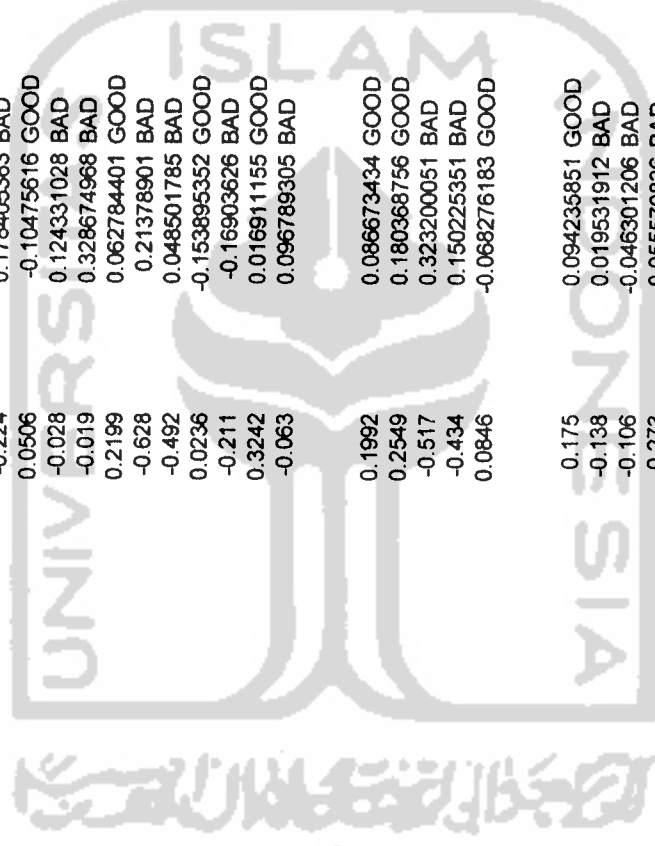 ISLAM
UNIVERSITAS
INDONESIA
0.0506 -0.10475616 GOOD
-0.028 0.124331028 BAD
-0.019 0.328674968 BAD
0.2199 0.062784401 GOOD
-0.628 0.21378901 BAD
-0.492 0.048501785 BAD
0.0236 -0.153895352 GOOD
-0.211 -0.16903626 BAD
0.3242 0.016911155 GOOD
-0.063 0.096789305 BAD
0.1992 0.086673434 GOOD
0.2549 0.180368756 GOOD
-0.517 0.323200051 BAD
-0.434 0.150225351 BAD
0.0846 -0.068276183 GOOD
0.175 0.094235851 GOOD
-0.138 0.019531912 BAD
-0.106 -0.046301206 BAD